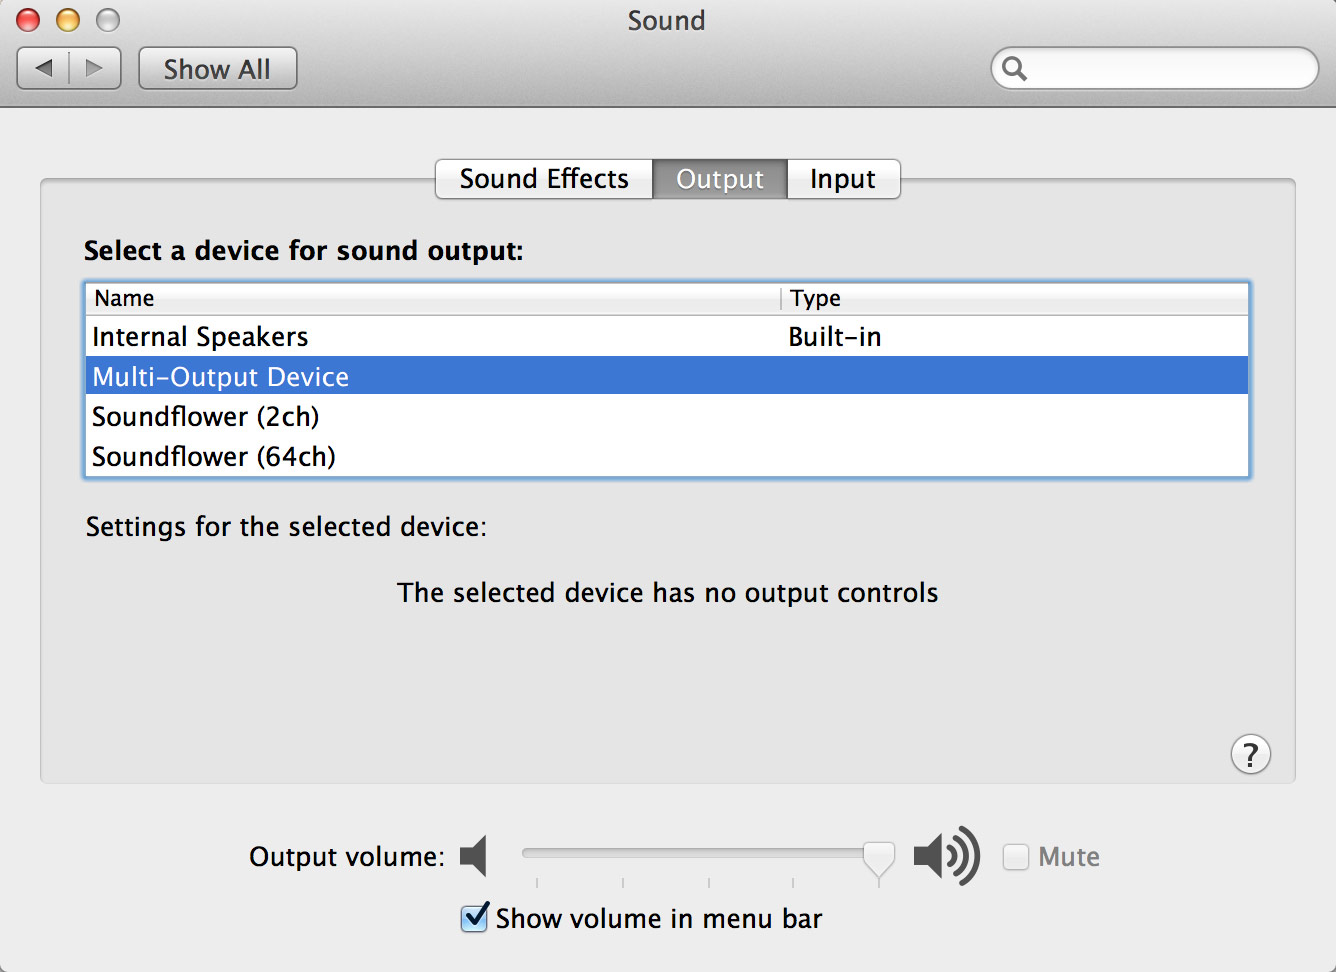 Sound
Show All
Sound Effects Output Input
Select a device for sound output:
Name Type
Internal Speakers Built-in
Multi-Output Device
Soundflower (2ch)
Soundflower (64ch)
Settings for the selected device:
The selected device has no output controls
?
Output volume: Mute
Show volume in menu bar